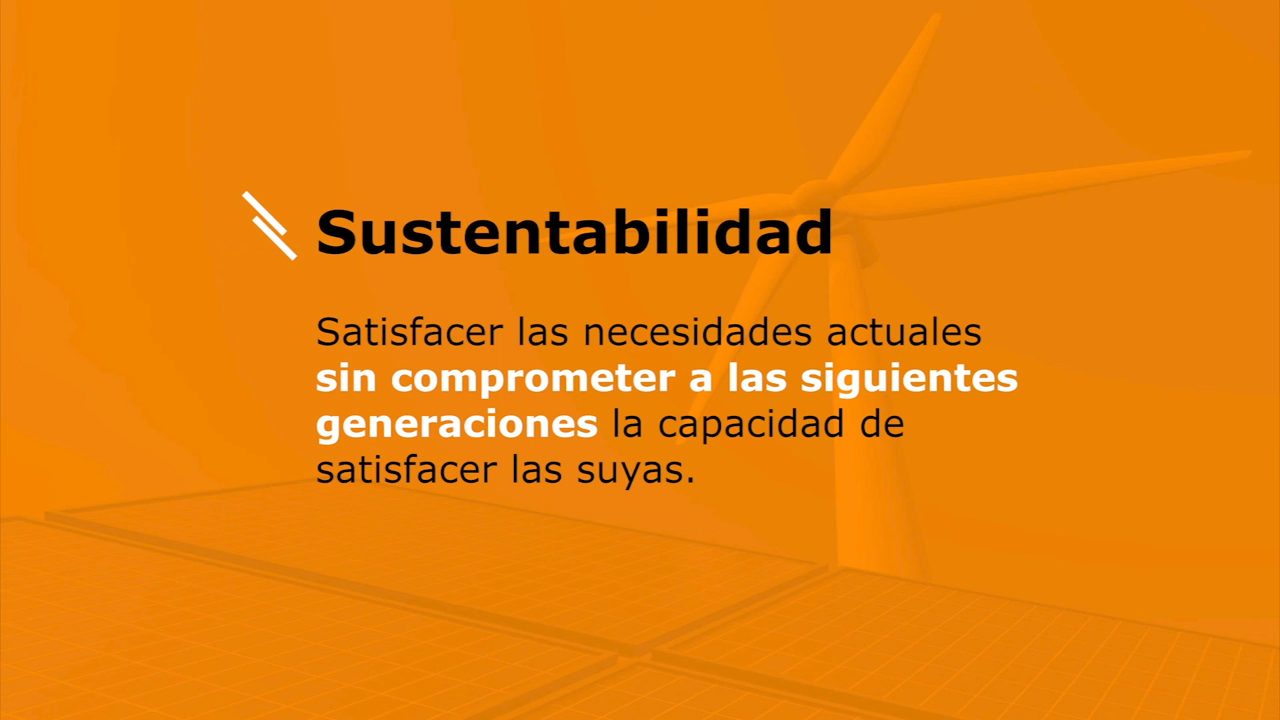 Sustentabilidad
Satisfacer las necesidades actuales
sin comprometer a las siguientes
generaciones la capacidad de
satisfacer las suyas.